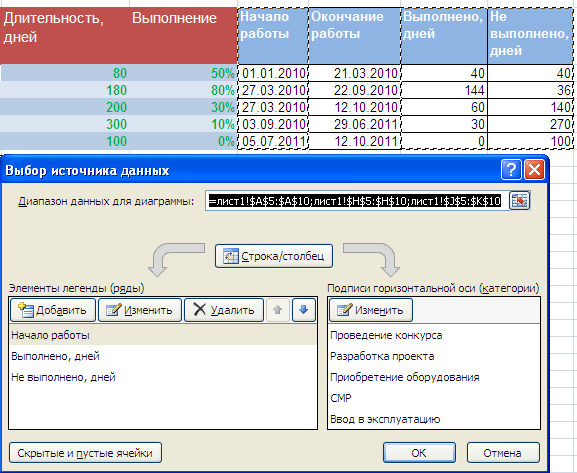 Длительность, дней
Выполнение
Начало работы
Окончание работы
Выполнено, дней
Не выполнено, дней
80 50% 01.01.2010 21.03.2010 40 40
180 80% 27.03.2010 22.09.2010 144 36
200 30% 27.03.2010 12.10.2010 60 140
300 10% 03.09.2010 29.06.2011 30 270
100 0% 05.07.2011 12.10.2011 0 100
Выбор источника данных
Диапазон данных для диаграммы: =лист1!$A$5:$A$10;лист1!$H$5:$H$10;лист1!$J$5:$K$10
Строка/столбец
Элементы легенды (ряды)
Подписи горизонтальной оси (категории)
Добавить Изменить Удалить
Изменить
Начало работы
Выполнено, дней
Не выполнено, дней
Проведение конкурса
Разработка проекта
Приобретение оборудования
СМР
Ввод в эксплуатацию
Скрытые и пустые ячейки
ОК
Отмена